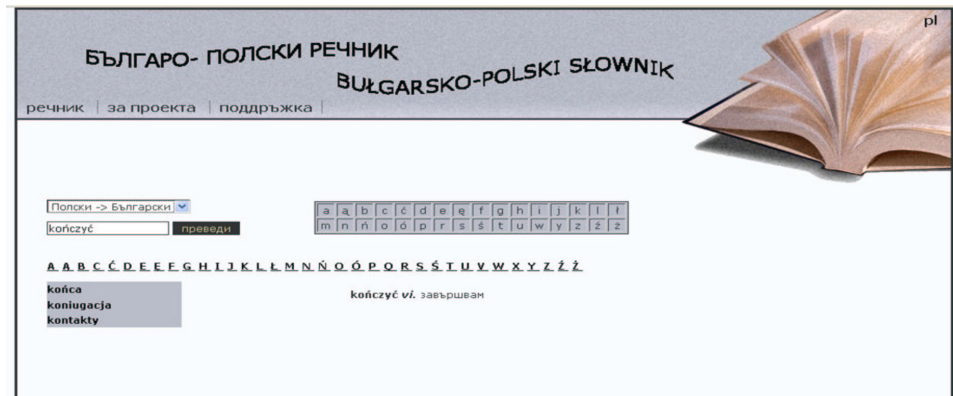 pl
БЪЛГАРО- ПОЛСКИ РЕЧНИК
BUŁGARSKO-POLSKI SŁOWNIK
речник | за проекта | поддръжка |
Полски -> Български
kończyć преведи
a ą b c ć d e ę f g h i j k l ł
m n ń o ó p r s ś t u w y z ź ż
A Ą B C Ć D E Ę F G H I J K L Ł M N Ń O Ó P Q R S Ś T U V W X Y Z Ź Ż
końca
koniugacja
kontakty
kończyć vi. завършвам